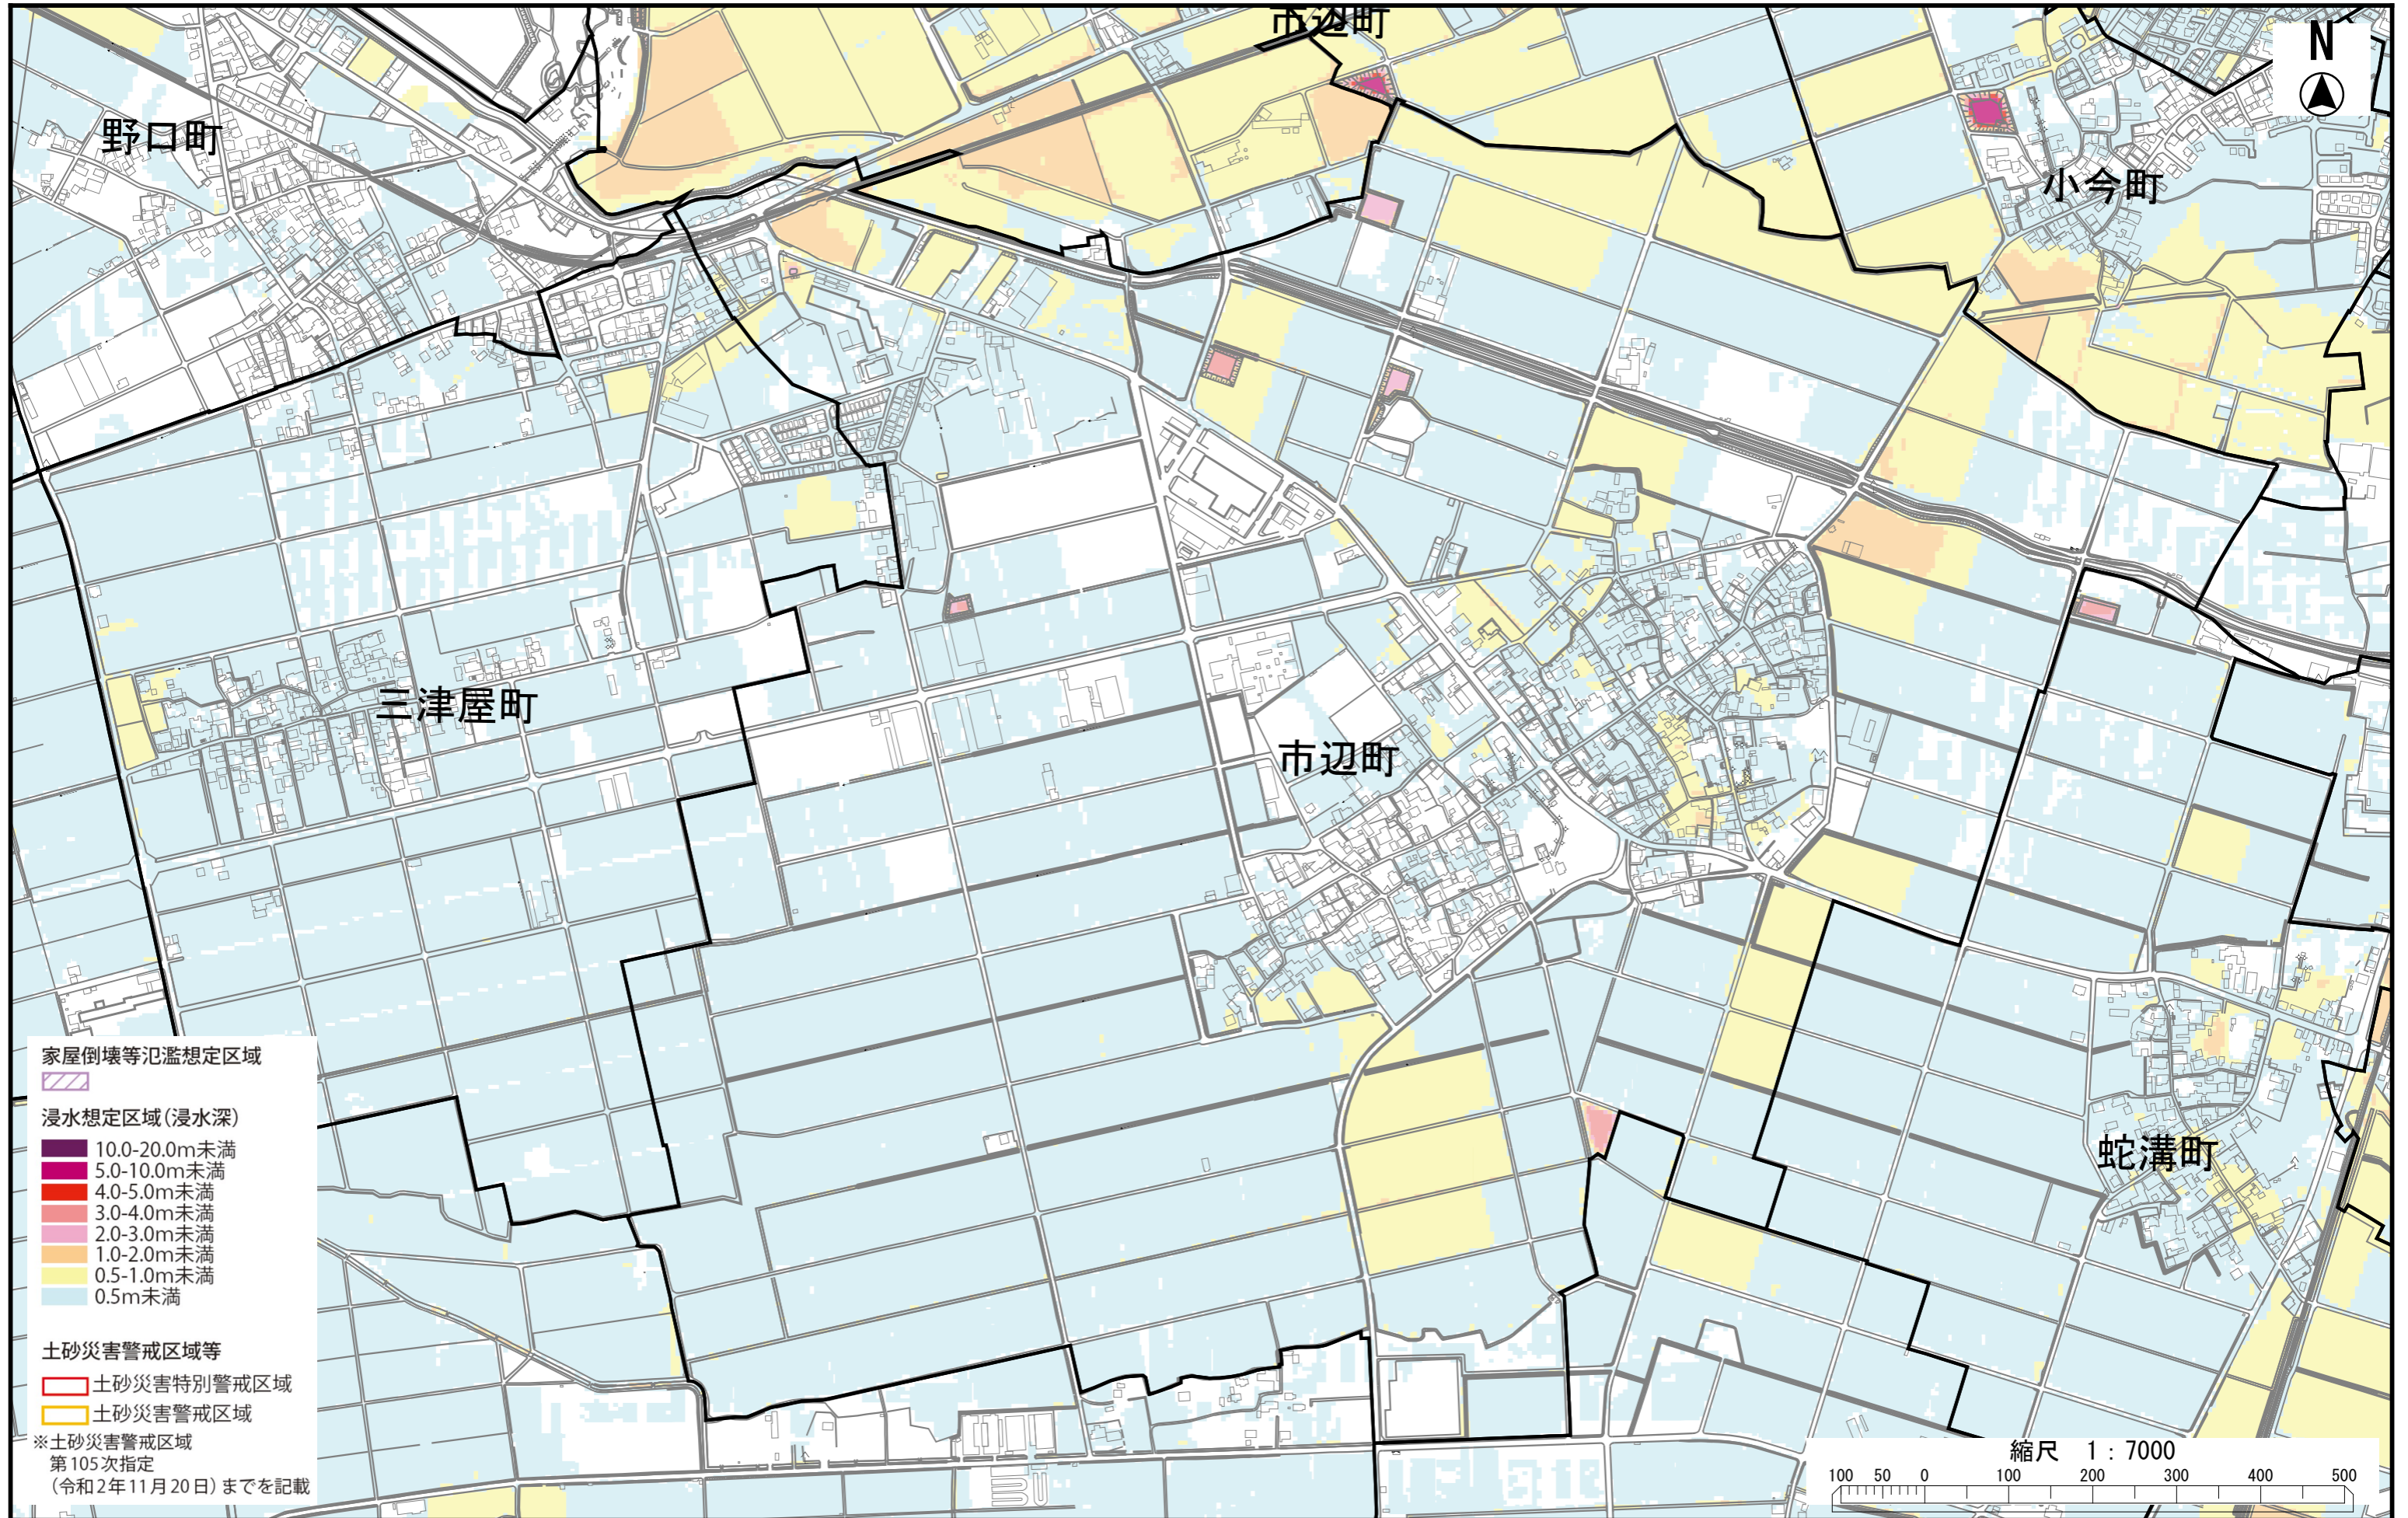 市辺町
N
野口町
小今町
三津屋町
市辺町
蛇溝町
家屋倒壊等氾濫想定区域
浸水想定区域(浸水深)
10.0-20.0m未満
5.0-10.0m未満
4.0-5.0m未満
3.0-4.0m未満
2.0-3.0m未満
1.0-2.0m未満
0.5-1.0m未満
0.5m未満
土砂災害警戒区域等
土砂災害特別警戒区域
土砂災害警戒区域
※土砂災害警戒区域
第105次指定
(令和2年11月20日)までを記載
縮尺 1:7000
100 50 0 100 200 300 400 500